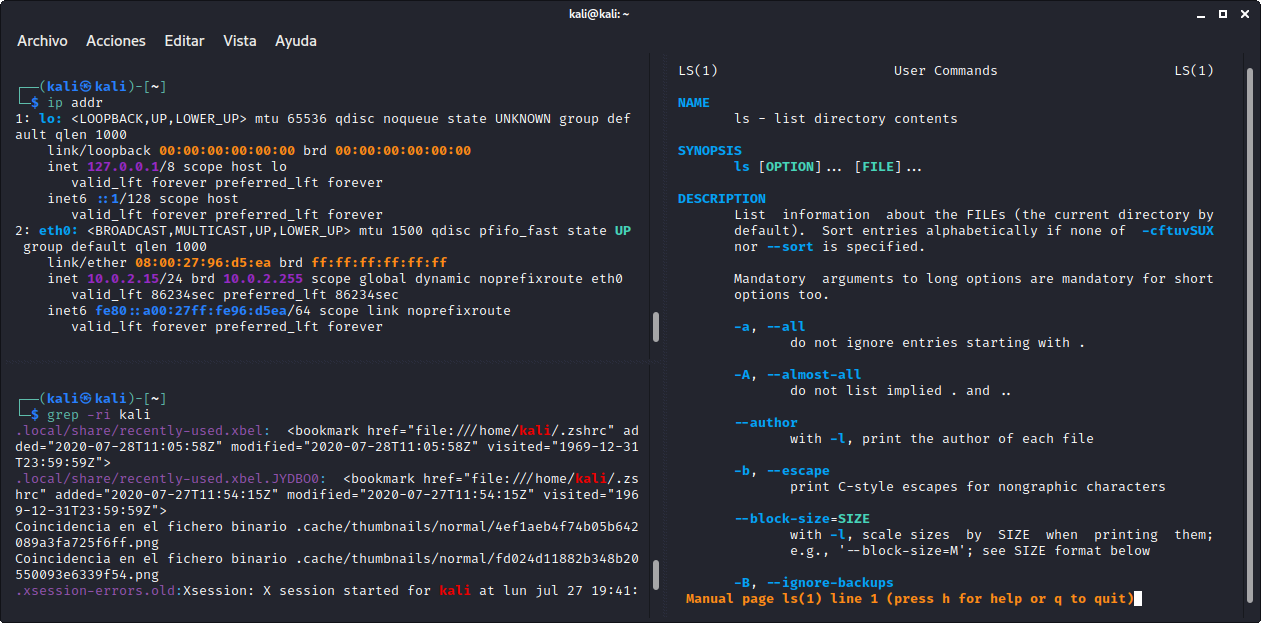 kali@kali: ~
Archivo Acciones Editar Vista Ayuda
┌──(kali㉿kali)-[~]
└─$ ip addr
1: lo: <LOOPBACK,UP,LOWER_UP> mtu 65536 qdisc noqueue state UNKNOWN group def
ault qlen 1000
    link/loopback 00:00:00:00:00:00 brd 00:00:00:00:00:00
    inet 127.0.0.1/8 scope host lo
       valid_lft forever preferred_lft forever
    inet6 ::1/128 scope host
       valid_lft forever preferred_lft forever
2: eth0: <BROADCAST,MULTICAST,UP,LOWER_UP> mtu 1500 qdisc pfifo_fast state UP
 group default qlen 1000
    link/ether 08:00:27:96:d5:ea brd ff:ff:ff:ff:ff:ff
    inet 10.0.2.15/24 brd 10.0.2.255 scope global dynamic noprefixroute eth0
       valid_lft 86234sec preferred_lft 86234sec
    inet6 fe80::a00:27ff:fe96:d5ea/64 scope link noprefixroute
       valid_lft forever preferred_lft forever
┌──(kali㉿kali)-[~]
└─$ grep -ri kali
.local/share/recently-used.xbel:  <bookmark href="file:///home/kali/.zshrc" ad
ded="2020-07-28T11:05:58Z" modified="2020-07-28T11:05:58Z" visited="1969-12-31
T23:59:59Z">
.local/share/recently-used.xbel.JYDBO0:  <bookmark href="file:///home/kali/.zs
hrc" added="2020-07-27T11:54:15Z" modified="2020-07-27T11:54:15Z" visited="196
9-12-31T23:59:59Z">
Coincidencia en el fichero binario .cache/thumbnails/normal/4ef1aeb4f74b05b642
089a3fa725f6ff.png
Coincidencia en el fichero binario .cache/thumbnails/normal/fd024d11882b348b20
550093e6339f54.png
.xsession-errors.old:Xsession: X session started for kali at lun jul 27 19:41:
LS(1) User Commands LS(1)
NAME
ls - list directory contents
SYNOPSIS
ls [OPTION]... [FILE]...
DESCRIPTION
List  information  about the FILEs (the current directory by
default).  Sort entries alphabetically if none of  -cftuvSUX
nor --sort is specified.
Mandatory  arguments to long options are mandatory for short
options too.
-a, --all
do not ignore entries starting with .
-A, --almost-all
do not list implied . and ..
--author
with -l, print the author of each file
-b, --escape
print C-style escapes for nongraphic characters
--block-size=SIZE
with -l, scale sizes  by  SIZE  when  printing  them;
e.g., '--block-size=M'; see SIZE format below
-B, --ignore-backups
Manual page ls(1) line 1 (press h for help or q to quit)